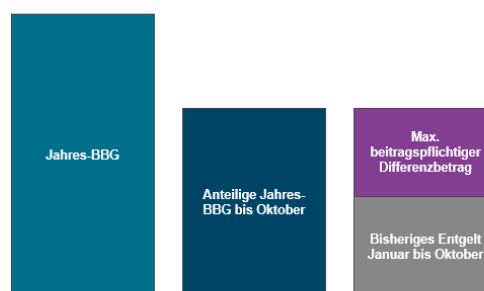 Jahres-BBG
Anteilige Jahres-
BBG bis Oktober
Max.
beitragspflichtiger
Differenzbetrag
Bisheriges Entgelt
Januar bis Oktober